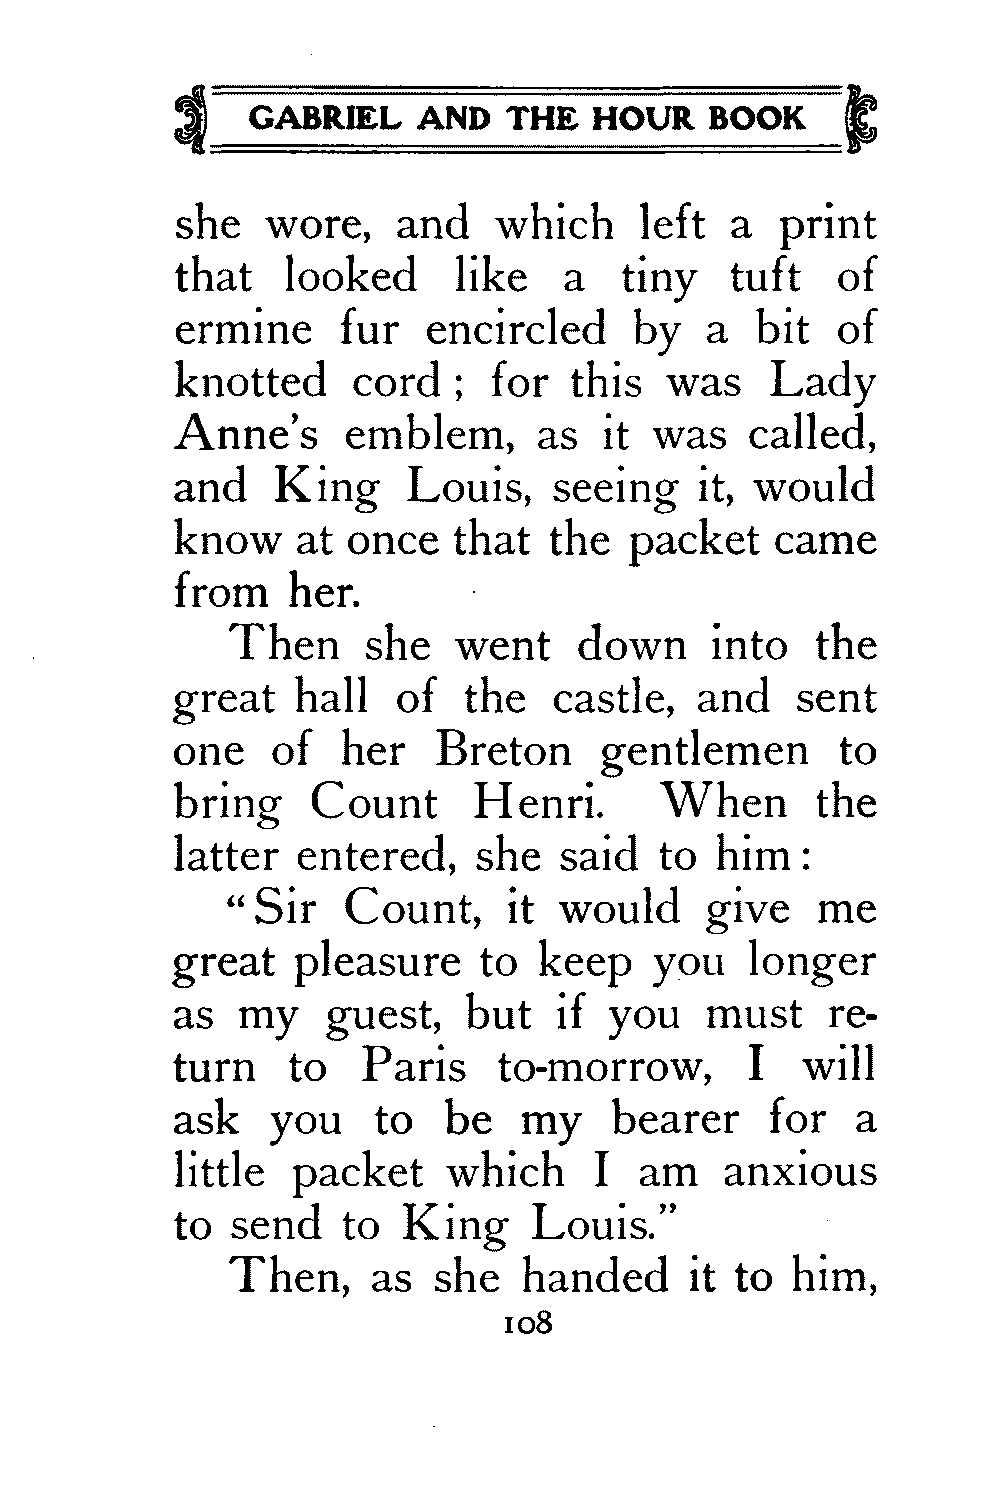 GABRIEL AND THE HOUR BOOK
she wore, and which left a print
that looked like a tiny tuft of
ermine fur encircled by a bit of
knotted cord ; for this was Lady
Anne's emblem, as it was called,
and King Louis, seeing it, would
know at once that the packet came
from her.
Then she went down into the
great hall of the castle, and sent
one of her Breton gentlemen to
bring Count Henri. When the
latter entered, she said to him :
“Sir Count, it would give me
great pleasure to keep you longer
as my guest, but if you must re-
turn to Paris to-morrow, I will
ask you to be my bearer for a
little packet which I am anxious
to send to King Louis.”
Then, as she handed it to him,
108